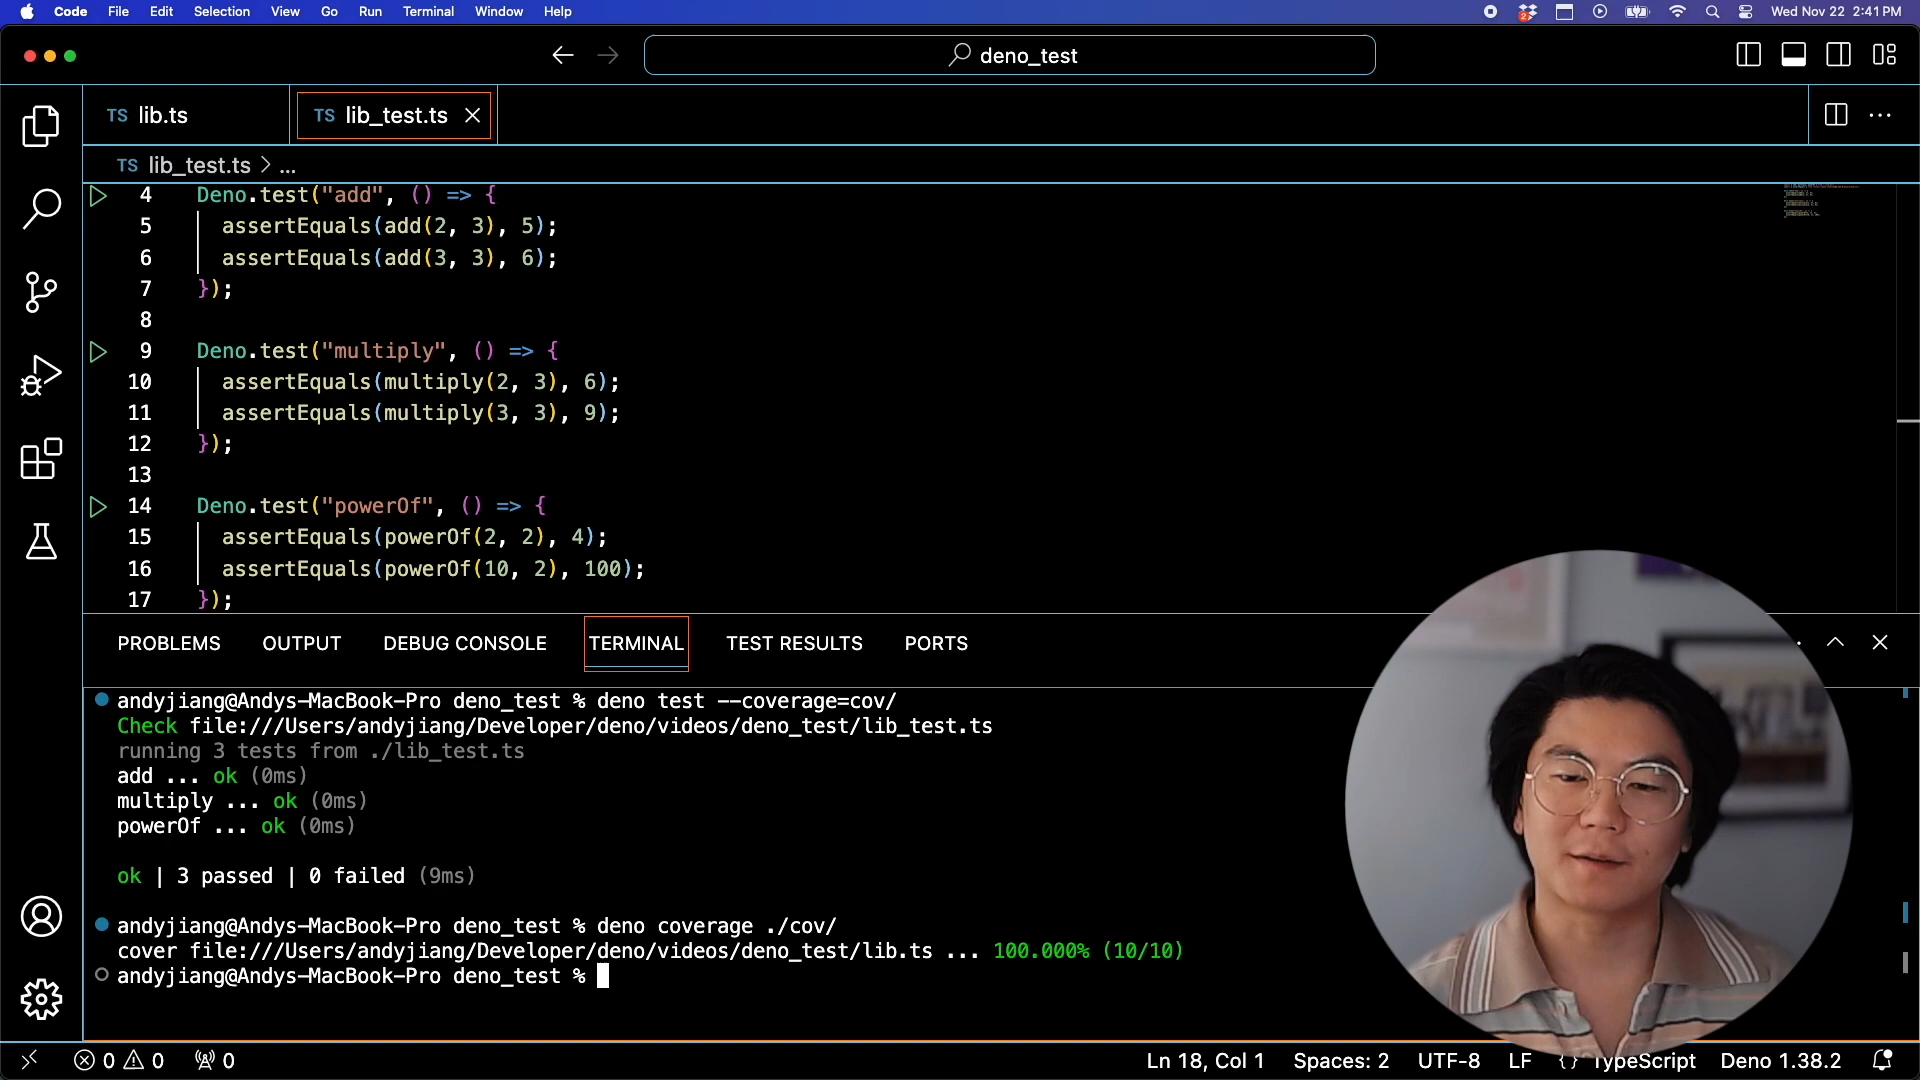 Code File Edit Selection View Go Run Terminal Window Help
2
Wed Nov 22 2:41 PM
deno_test
TS lib.ts
TS lib_test.ts
TS lib_test.ts > ...
4 Deno.test("add", () => {
5 assertEquals(add(2, 3), 5);
6 assertEquals(add(3, 3), 6);
7 });
8
9 Deno.test("multiply", () => {
10 assertEquals(multiply(2, 3), 6);
11 assertEquals(multiply(3, 3), 9);
12 });
13
14 Deno.test("powerOf", () => {
15 assertEquals(powerOf(2, 2), 4);
16 assertEquals(powerOf(10, 2), 100);
17 });
PROBLEMS OUTPUT DEBUG CONSOLE TERMINAL TEST RESULTS PORTS
andyjiang@Andys-MacBook-Pro deno_test % deno test --coverage=cov/
Check file:///Users/andyjiang/Developer/deno/videos/deno_test/lib_test.ts
running 3 tests from ./lib_test.ts
add ... ok (0ms)
multiply ... ok (0ms)
powerOf ... ok (0ms)
ok | 3 passed | 0 failed (9ms)
andyjiang@Andys-MacBook-Pro deno_test % deno coverage ./cov/
cover file:///Users/andyjiang/Developer/deno/videos/deno_test/lib.ts ... 100.000% (10/10)
andyjiang@Andys-MacBook-Pro deno_test %
0 0 0
Ln 18, Col 1 Spaces: 2 UTF-8 LF {} TypeScript Deno 1.38.2